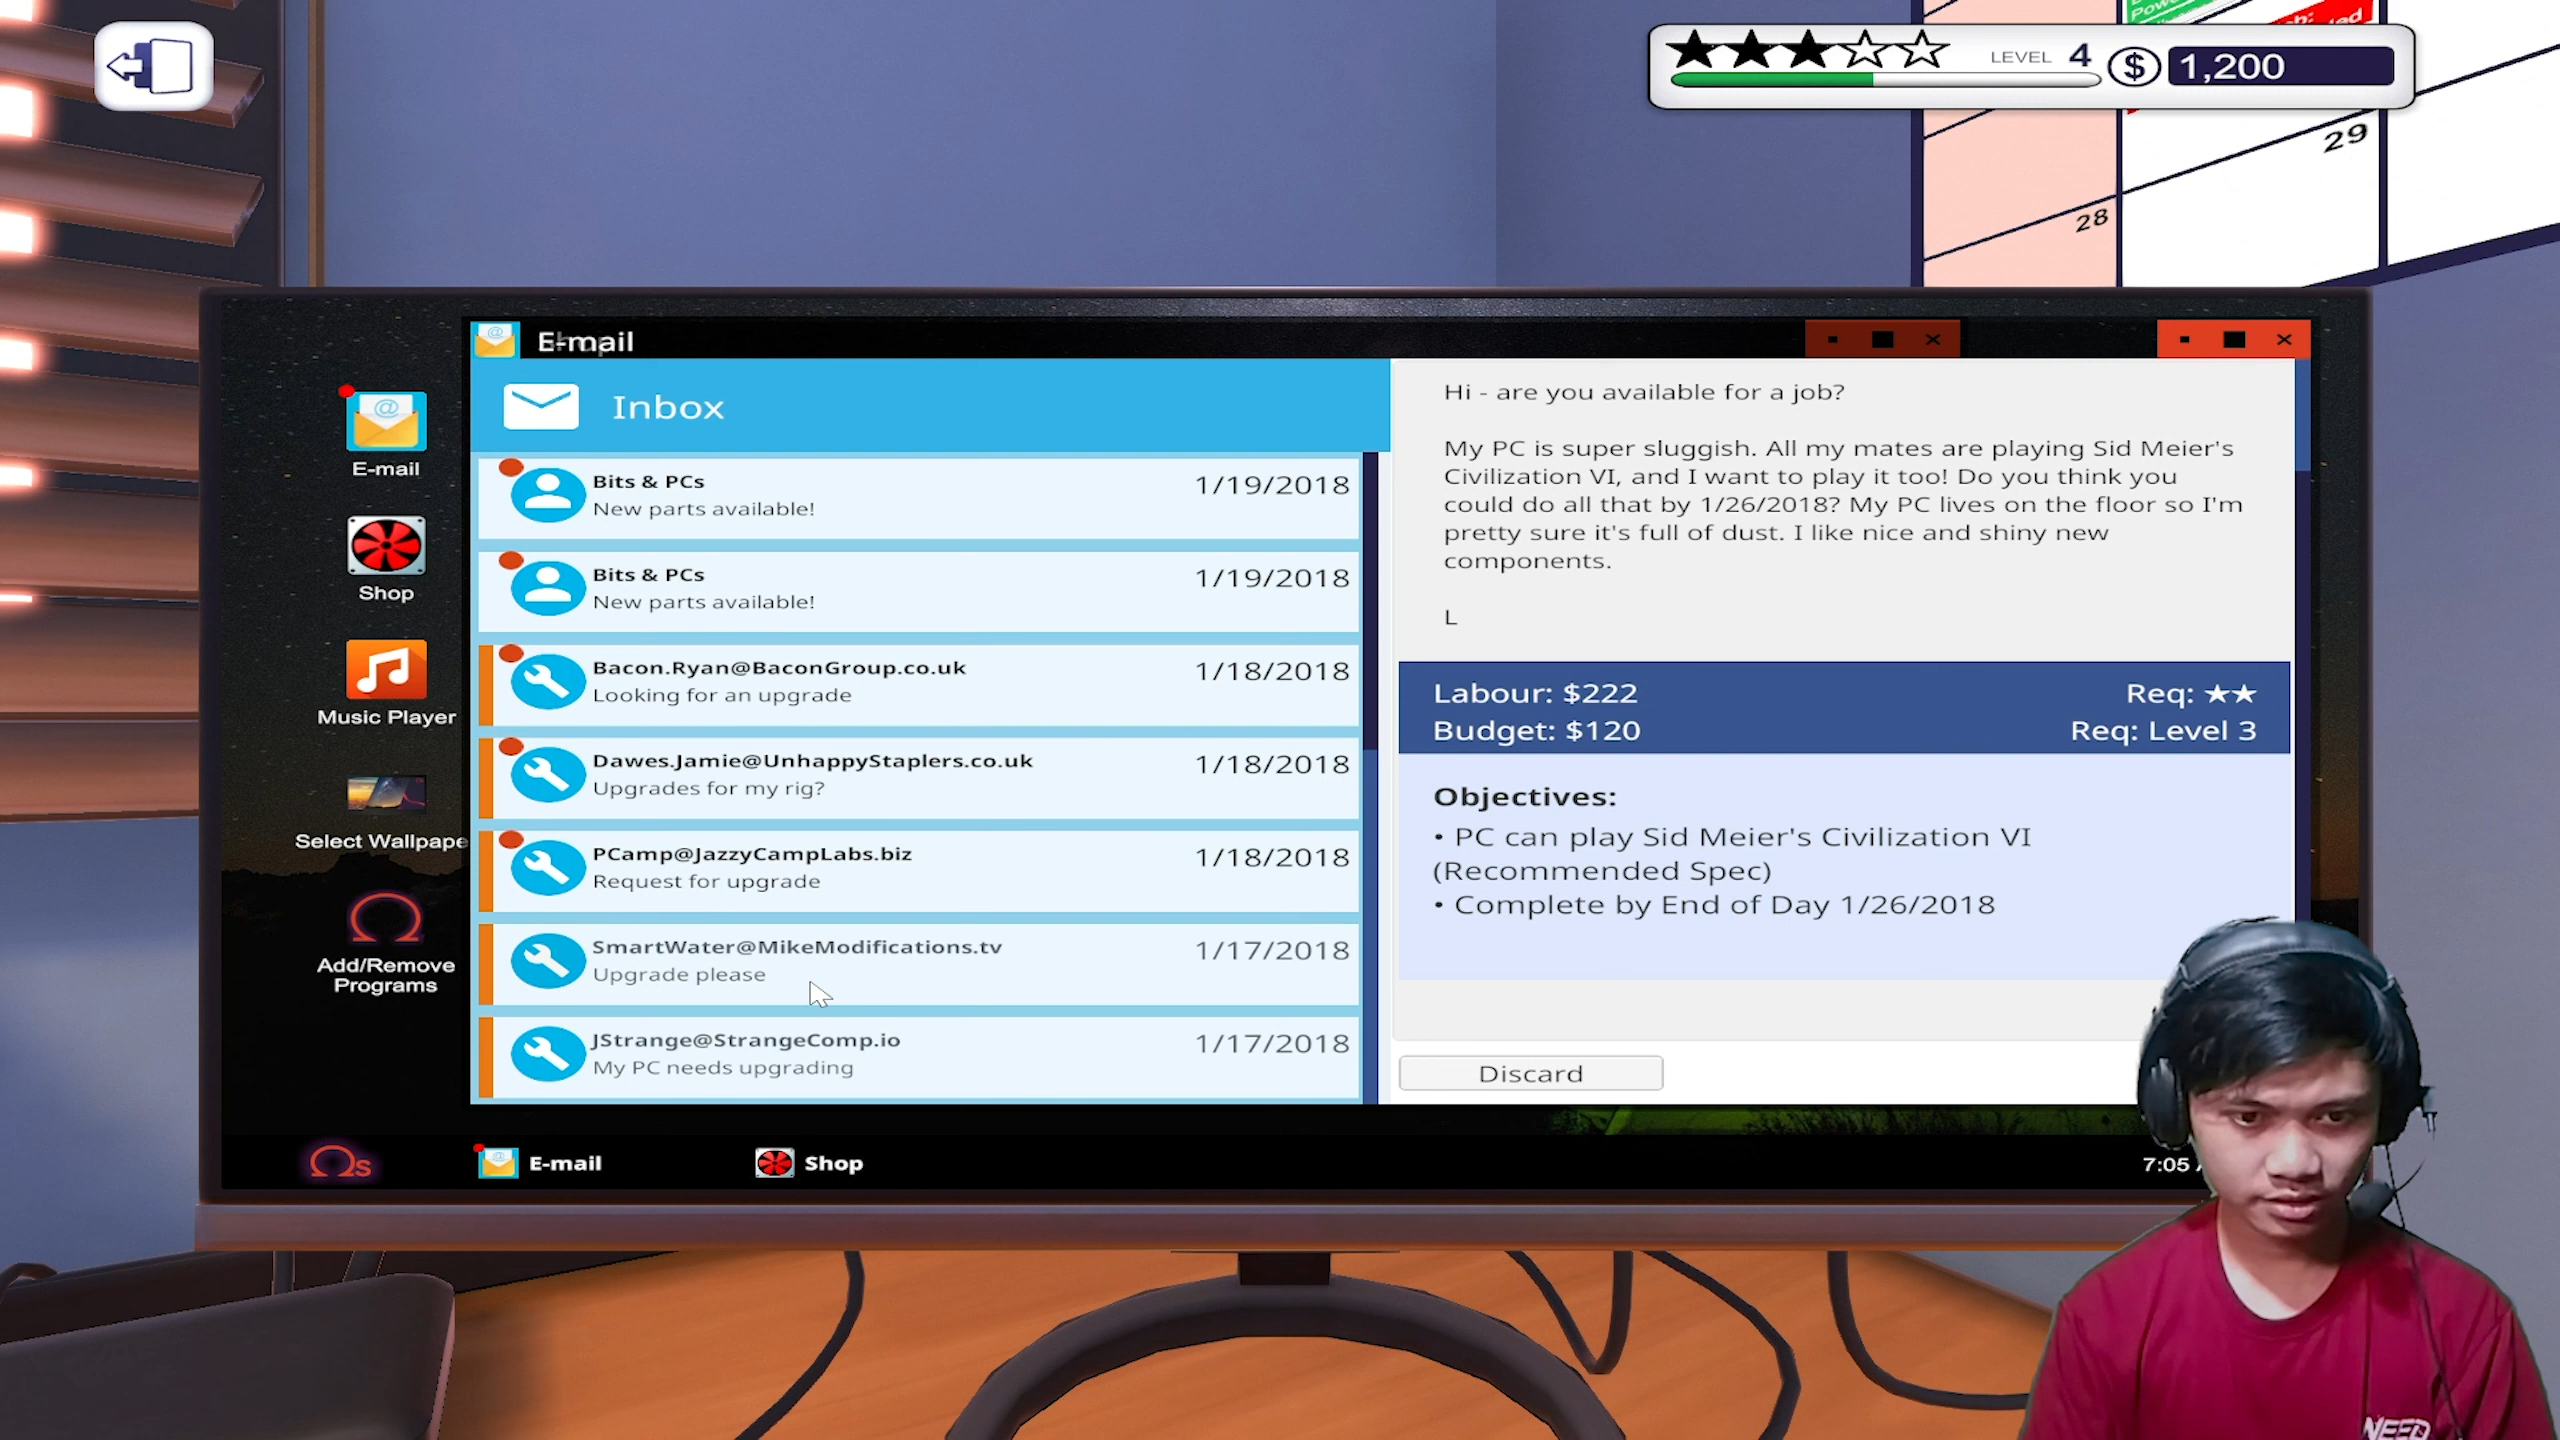 LEVEL 4
$ 1,200
29
28
E-mail
E-mail
Shop
Music Player
Select Wallpape
Add/Remove
Programs
Inbox
Bits & PCs
New parts available!
1/19/2018
Bits & PCs
New parts available!
1/19/2018
Bacon.Ryan@BaconGroup.co.uk
Looking for an upgrade
1/18/2018
Dawes.Jamie@UnhappyStaplers.co.uk
Upgrades for my rig?
1/18/2018
PCamp@JazzyCampLabs.biz
Request for upgrade
1/18/2018
SmartWater@MikeModifications.tv
Upgrade please
1/17/2018
JStrange@StrangeComp.io
My PC needs upgrading
1/17/2018
Hi - are you available for a job?
My PC is super sluggish. All my mates are playing Sid Meier's
Civilization VI, and I want to play it too! Do you think you
could do all that by 1/26/2018? My PC lives on the floor so I'm
pretty sure it's full of dust. I like nice and shiny new
components.
L
Labour: $222
Req: ★★
Budget: $120
Req: Level 3
Objectives:
• PC can play Sid Meier's Civilization VI
(Recommended Spec)
• Complete by End of Day 1/26/2018
Discard
Ωs
E-mail
Shop
7:05
NEED